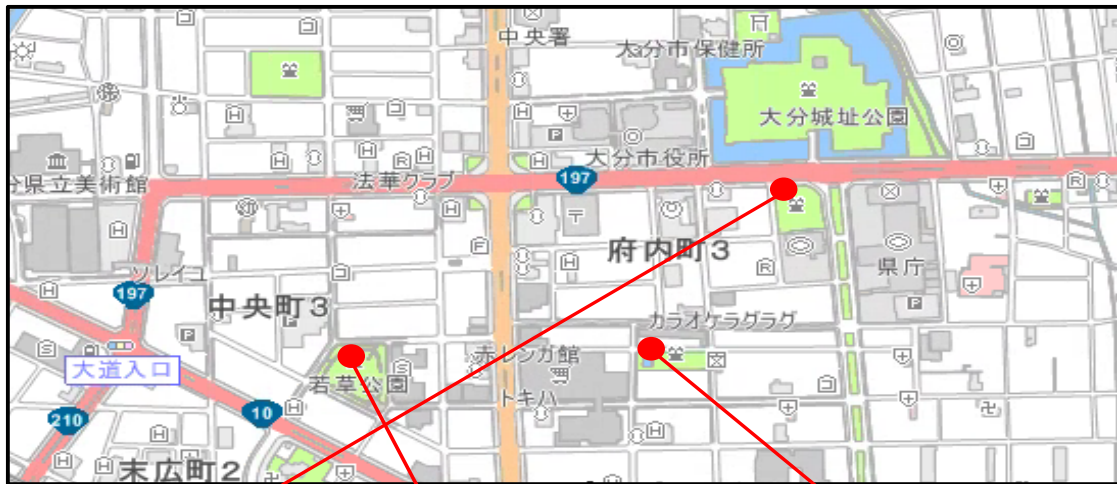 中央署
大分市保健所
大分城址公園
大分市役所
197
法華クラブ
分県立美術館
府内町3
県庁
ソレイユ
197
中央町3
カラオケラグラグ
赤レンガ館
大道入口
若草公園
トキハ
10
210
末広町2